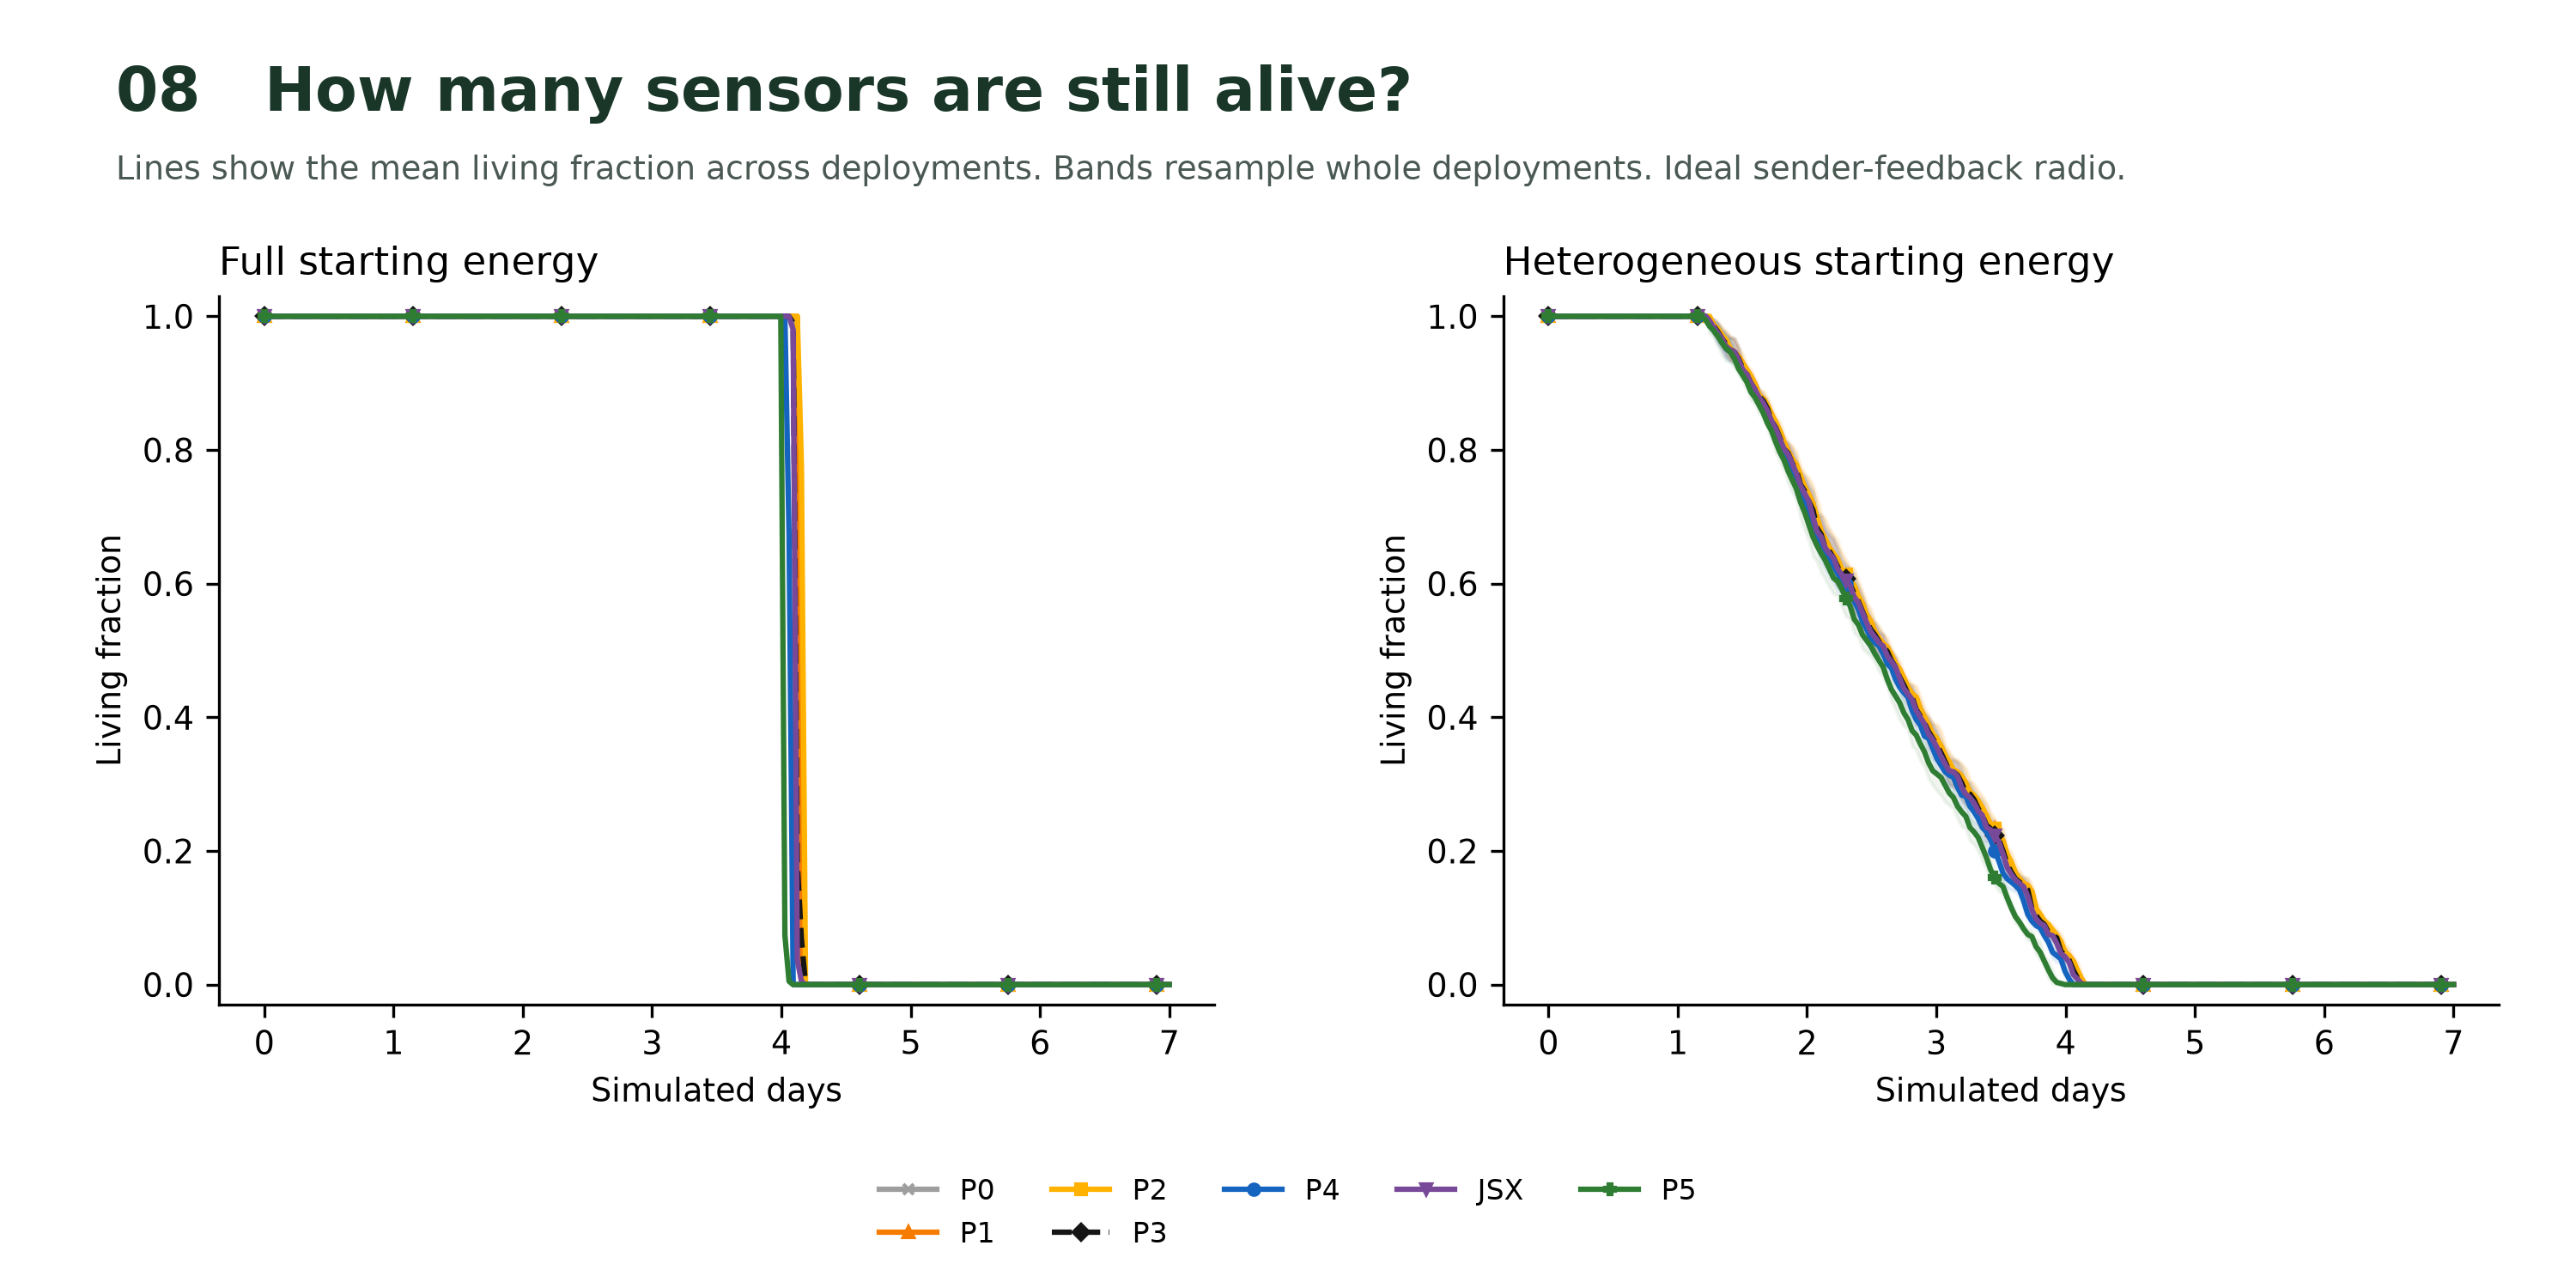 08 How many sensors are still alive?
Lines show the mean living fraction across deployments. Bands resample whole deployments. Ideal sender-feedback radio.
Full starting energy
1.0
0.8
0.6
0.4
0.2
0.0
Living fraction
0 1 2 3 4 5 6 7
Simulated days
Heterogeneous starting energy
1.0
0.8
0.6
0.4
0.2
0.0
Living fraction
0 1 2 3 4 5 6 7
Simulated days
P0 P2 P4 JSX P5
P1 P3